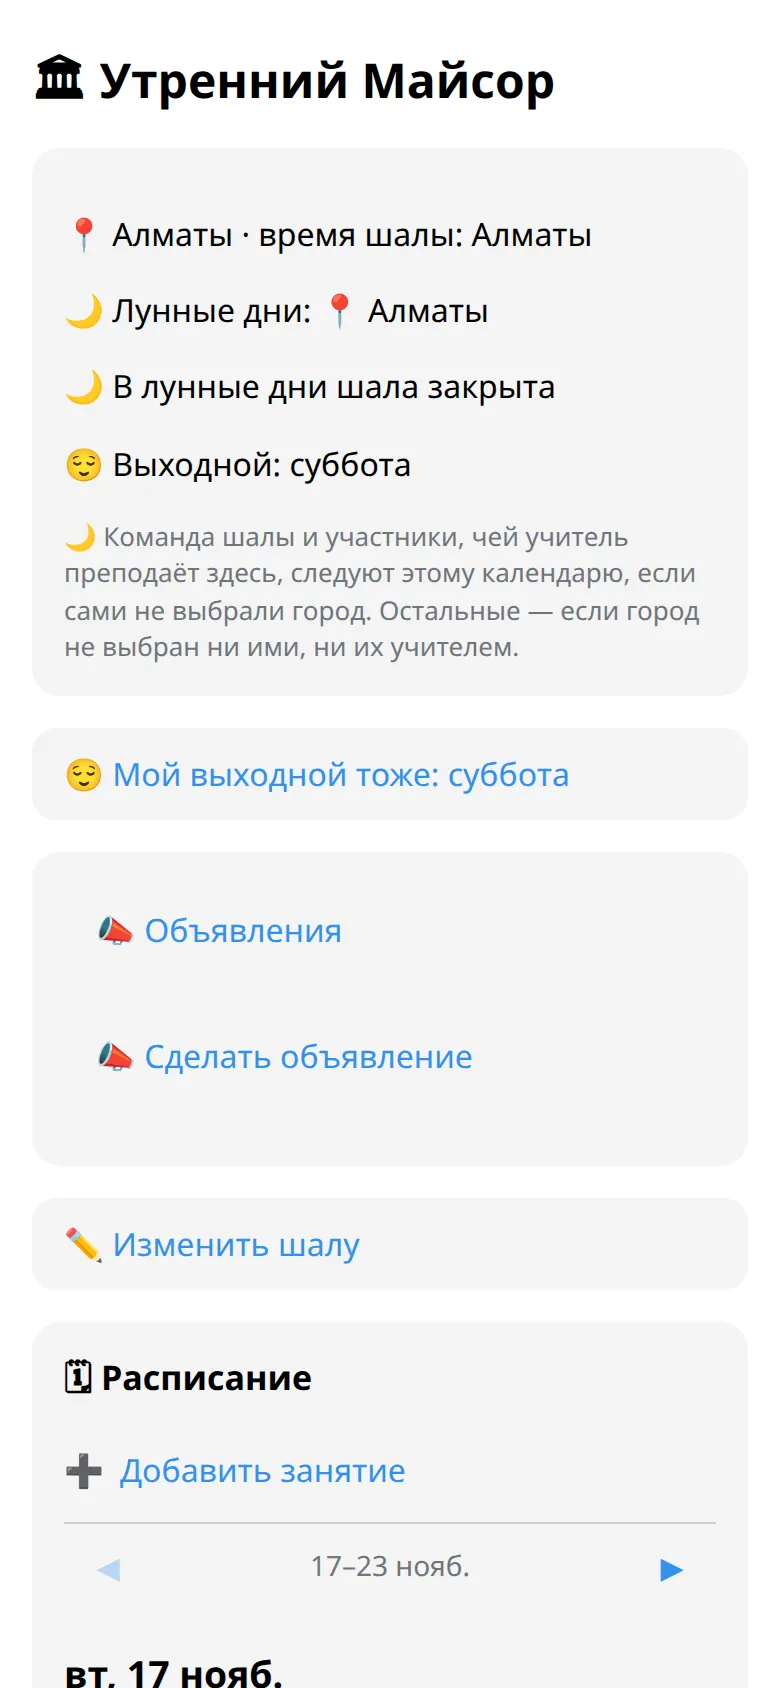 🏛 Утренний Майсор
📍 Алматы · время шалы: Алматы
🌙 Лунные дни: 📍 Алматы
🌙 В лунные дни шала закрыта
😌 Выходной: суббота
🌙 Команда шалы и участники, чей учитель
преподаёт здесь, следуют этому календарю, если
сами не выбрали город. Остальные — если город
не выбран ни ими, ни их учителем.
😌 Мой выходной тоже: суббота
📣 Объявления
📣 Сделать объявление
✏️ Изменить шалу
🗓 Расписание
➕ Добавить занятие
◀ 17–23 нояб. ▶
вт, 17 нояб.